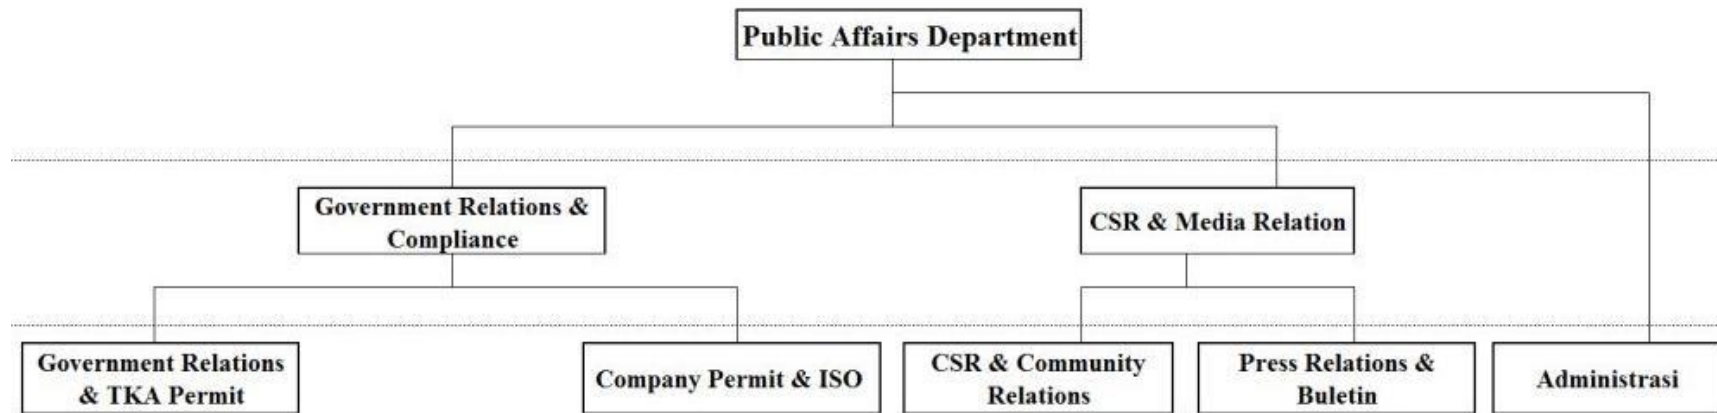 Public Affairs Department
Government Relations &
Compliance
CSR & Media Relation
Government Relations
& TKA Permit
Company Permit & ISO
CSR & Community
Relations
Press Relations &
Buletin
Administrasi